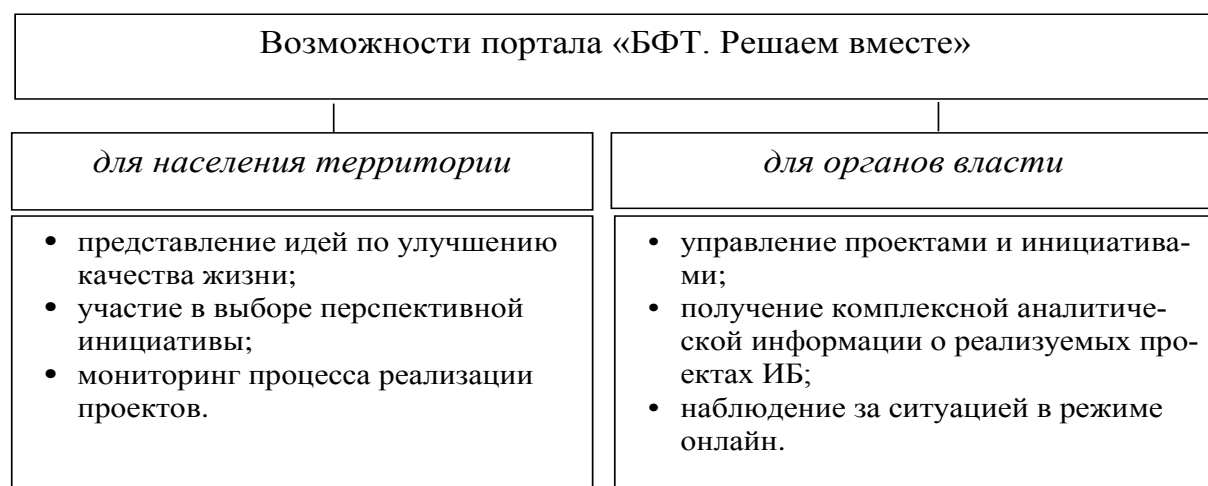 Возможности портала «БФТ. Решаем вместе»
для населения территории
• представление идей по улучшению
качества жизни;
• участие в выборе перспективной
инициативы;
• мониторинг процесса реализации
проектов.
для органов власти
• управление проектами и инициатива-
ми;
• получение комплексной аналитиче-
ской информации о реализуемых про-
ектах ИБ;
• наблюдение за ситуацией в режиме
онлайн.